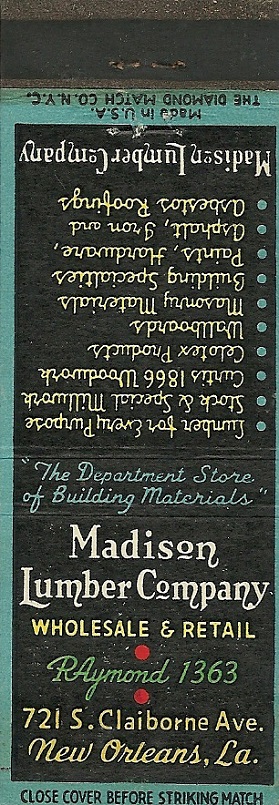 THE DIAMOND MATCH CO. N.Y.C.
Made in U.S.A.
Lumber for Every Purpose
Stock & Special Millwork
Curtis 1866 Woodwork
Celotex Products
Wallboards
Masonry Materials
Building Specialties
Paints, Hardware,
Asphalt, Iron and
Asbestos Roofings
Madison Lumber Company
"The Department Store
of Building Materials"
Madison
Lumber Company
WHOLESALE & RETAIL
RAymond 1363
721 S. Claiborne Ave.
New Orleans, La.
CLOSE COVER BEFORE STRIKING MATCH